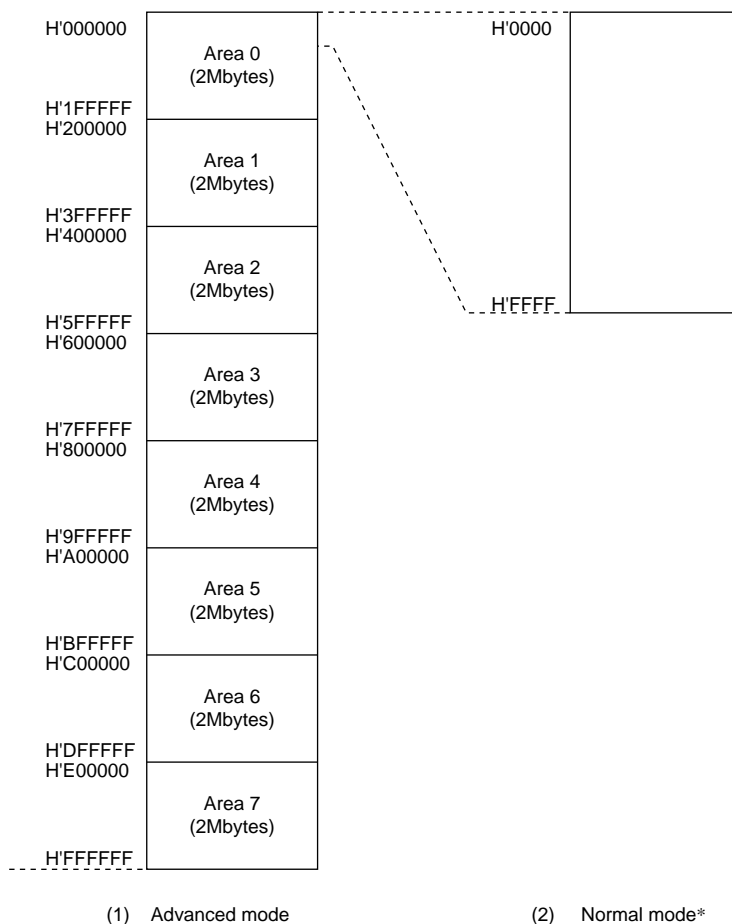 H'000000
Area 0
(2Mbytes)
H'1FFFFF
H'200000
Area 1
(2Mbytes)
H'3FFFFF
H'400000
Area 2
(2Mbytes)
H'5FFFFF
H'600000
Area 3
(2Mbytes)
H'7FFFFF
H'800000
Area 4
(2Mbytes)
H'9FFFFF
H'A00000
Area 5
(2Mbytes)
H'BFFFFF
H'C00000
Area 6
(2Mbytes)
H'DFFFFF
H'E00000
Area 7
(2Mbytes)
H'FFFFFF
(1) Advanced mode
H'0000
H'FFFF
(2) Normal mode*